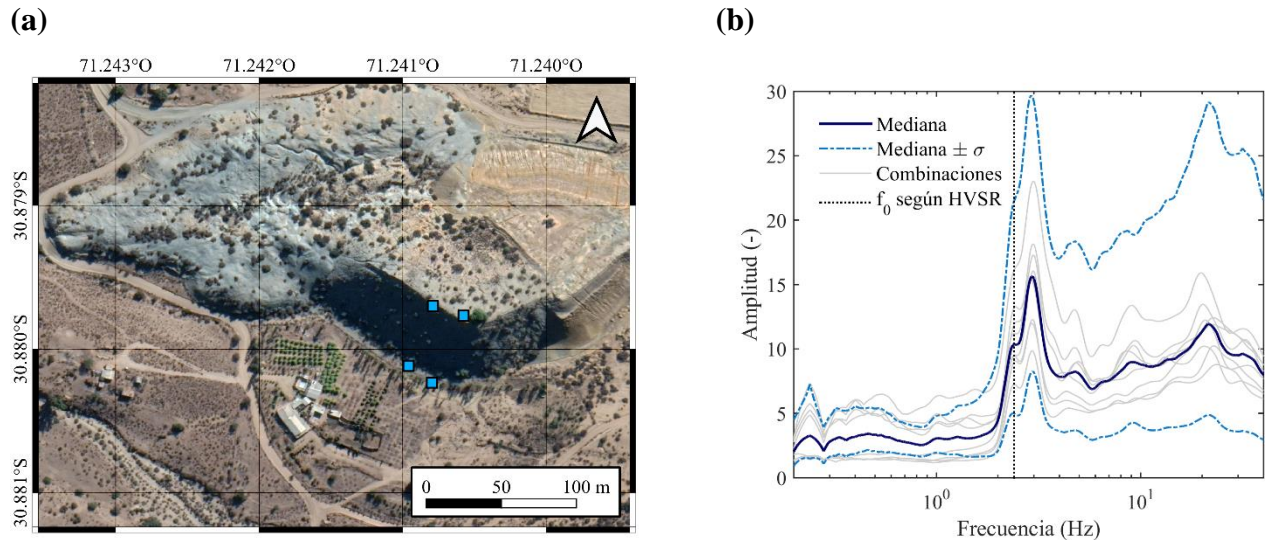 (a)
71.243°O 71.242°O 71.241°O 71.240°O
30.879°S
30.880°S
30.881°S
0 50 100 m
(b)
30
25
20
15
10
5
0
Amplitud (-)
Mediana
Mediana ± σ
Combinaciones
f0 según HVSR
10^0 10^1
Frecuencia (Hz)